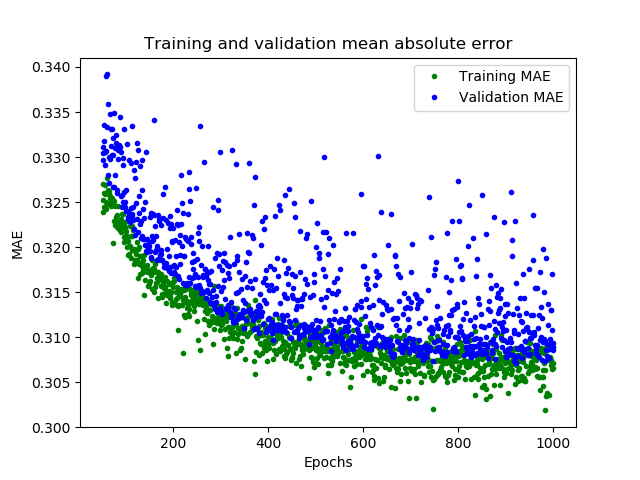 Training and validation mean absolute error
0.340
0.335
0.330
0.325
0.320
0.315
0.310
0.305
0.300
MAE
Training MAE
Validation MAE
200
400
600
800
1000
Epochs